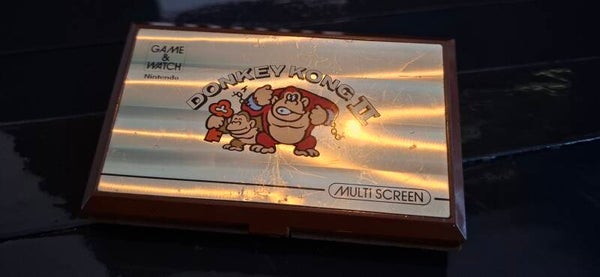 GAME
&
WATCH
Nintendo
DONKEY KONG II
MULTI SCREEN